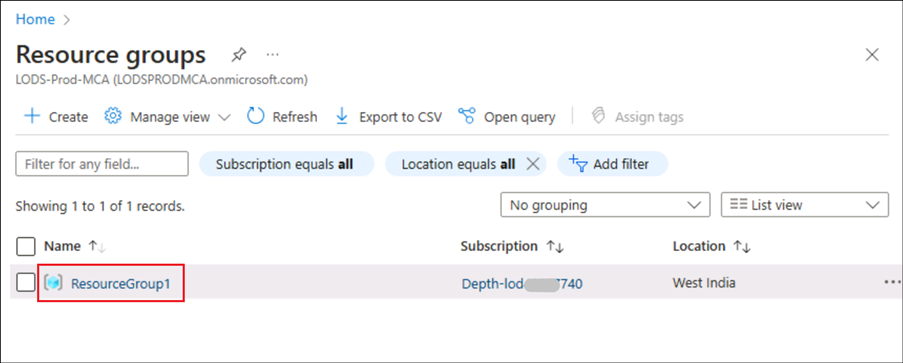 Home
Resource groups
LODS-Prod-MCA (LODSPRODMCA.onmicrosoft.com)
Create Manage view Refresh Export to CSV Open query Assign tags
Filter for any field... Subscription equals all Location equals all Add filter
Showing 1 to 1 of 1 records. No grouping List view
Name Subscription Location
ResourceGroup1 Depth-lod 740 West India